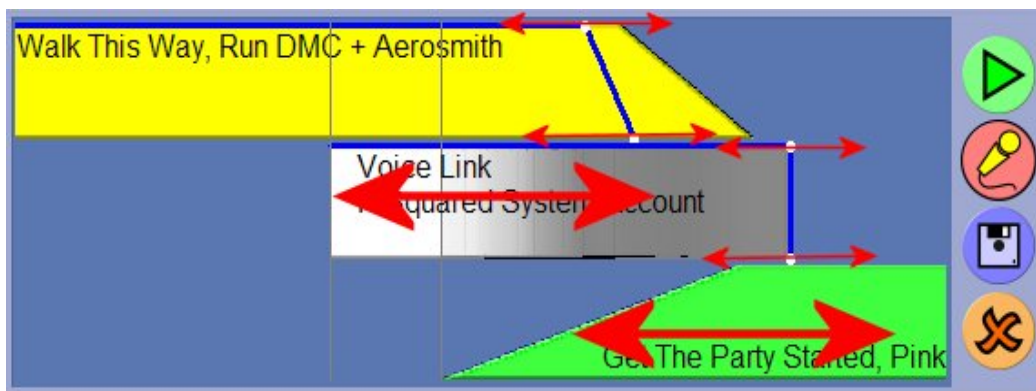 Walk This Way, Run DMC + Aerosmith
Voice Link
Squared System Account
Get The Party Started, Pink